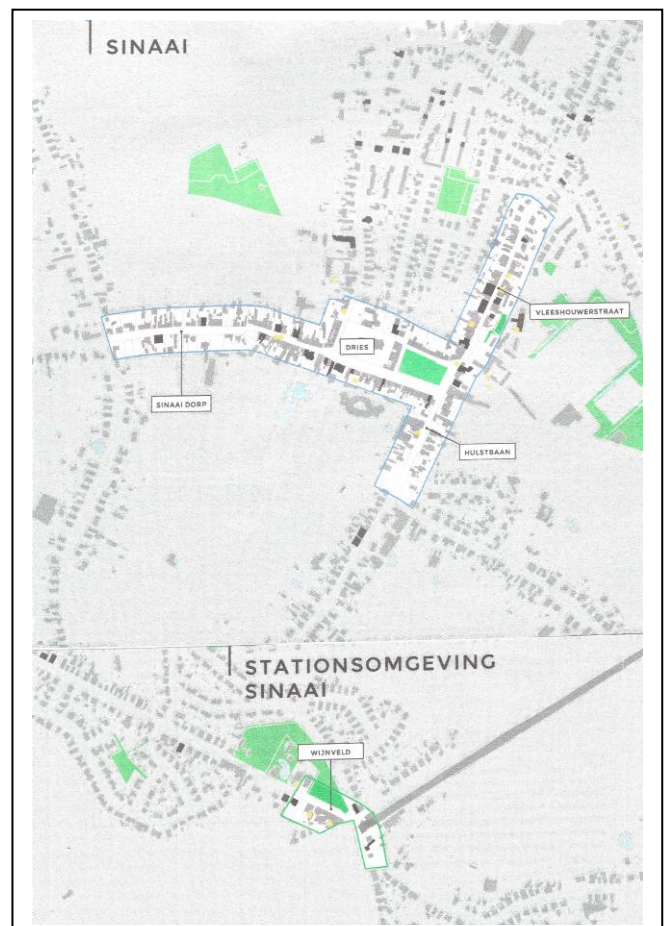 SINAAI
VLEESHOUWERSTRAAT
DRIES
SINAAI DORP
HULSTBAAN
STATIONSOMGEVING
SINAAI
WIJNVELD